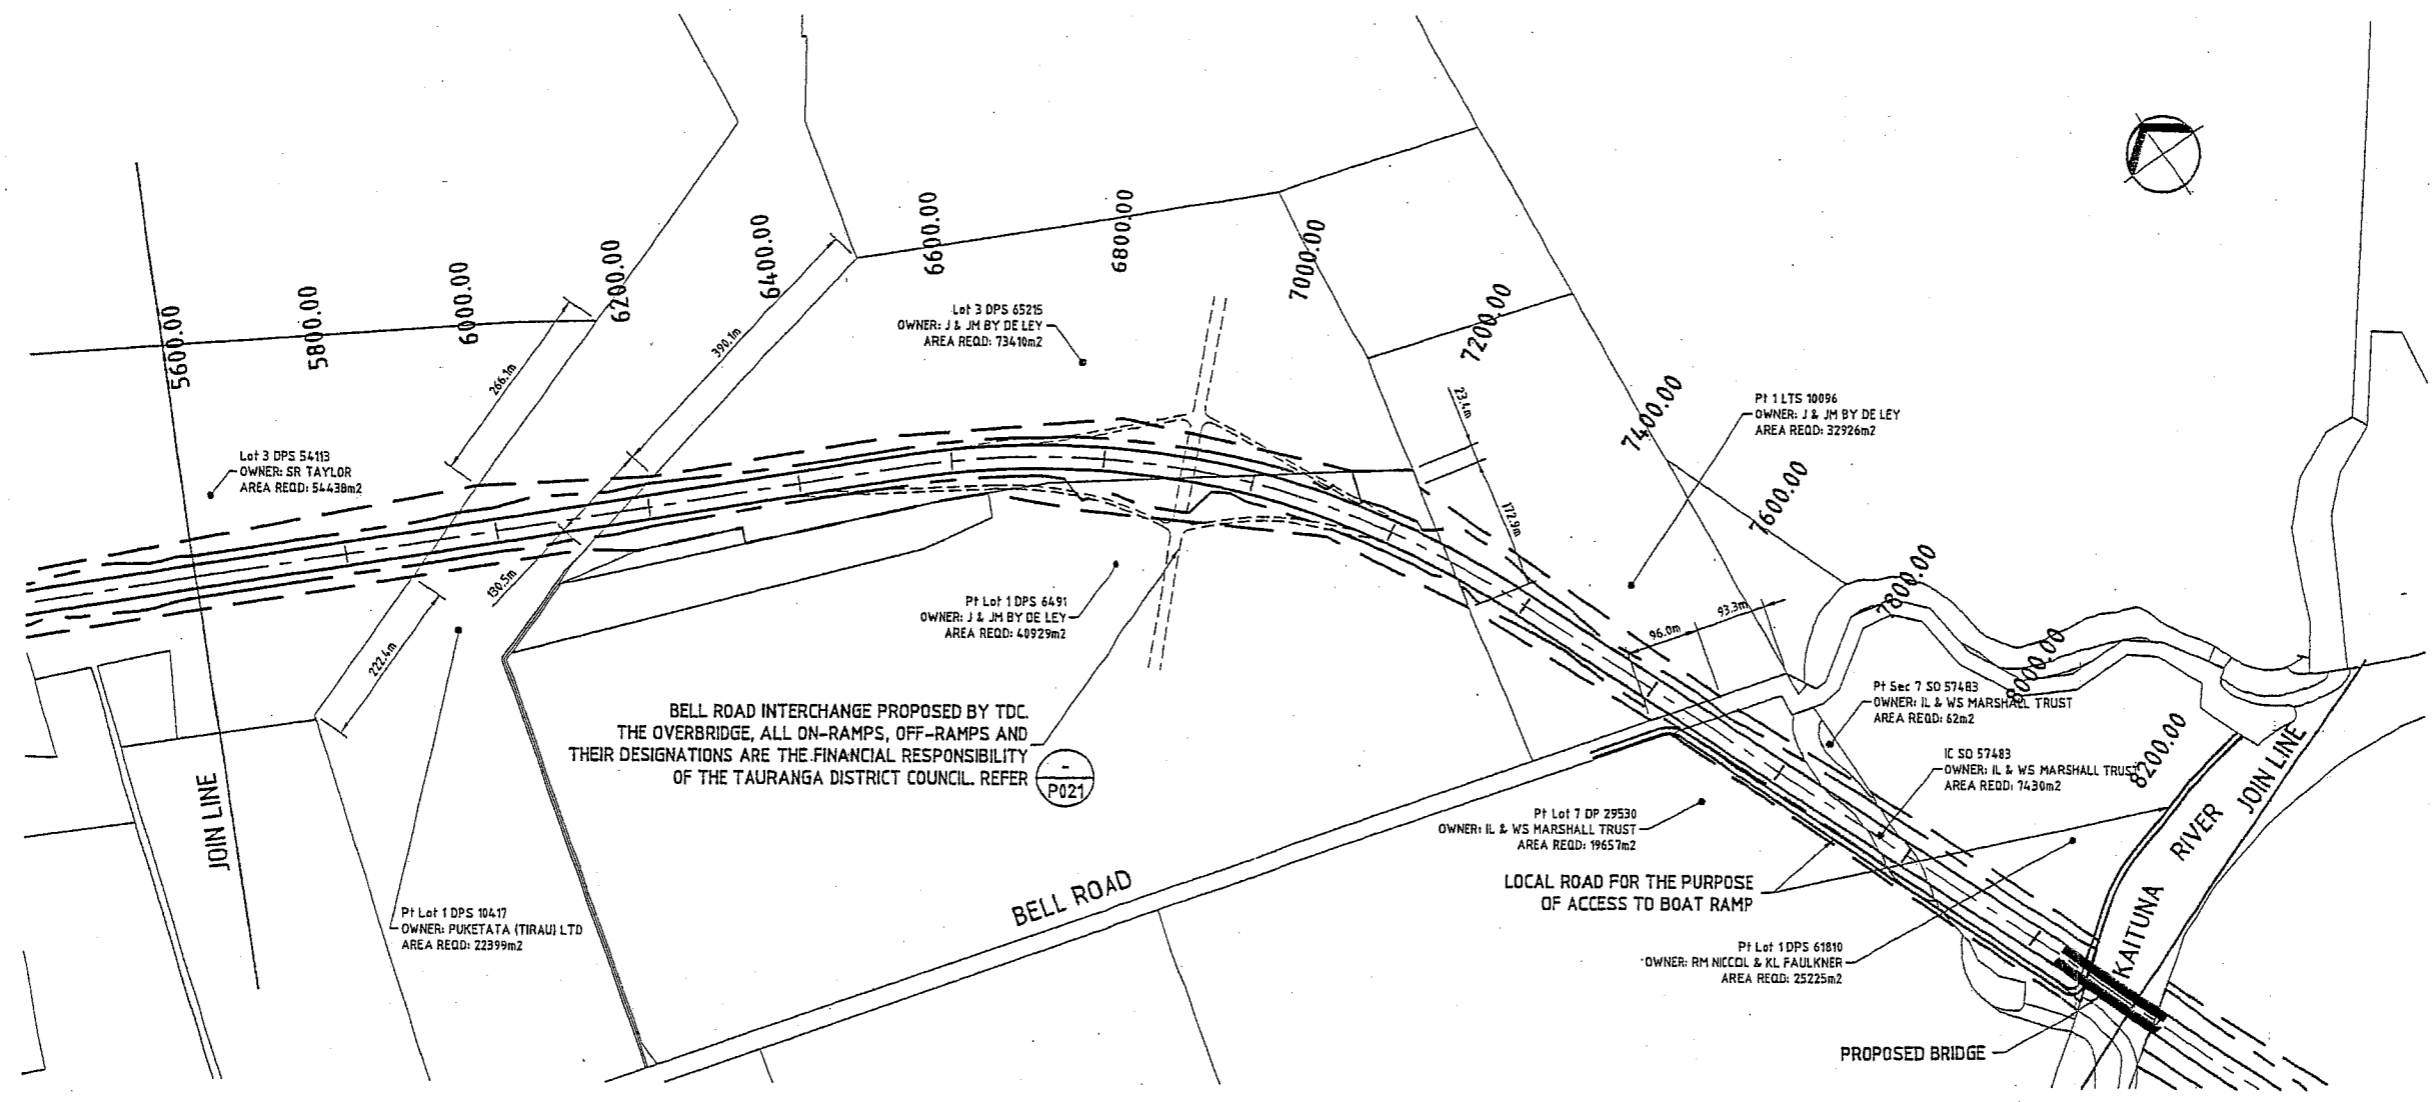 5600.00
5800.00
6000.00
6200.00
6400.00
6600.00
6800.00
7000.00
7200.00
7400.00
7600.00
7800.00
8000.00
8200.00
266.1m
390.1m
130.5m
222.4m
23.4m
172.9m
96.0m
93.3m
Lot 3 DPS 54113
OWNER: SR TAYLOR
AREA REQD: 54438m2
Lot 3 DPS 65215
OWNER: J & JM BY DE LEY
AREA REQD: 73410m2
Pt 1 LTS 10096
OWNER: J & JM BY DE LEY
AREA REQD: 32926m2
Pt Lot 1 DPS 6491
OWNER: J & JM BY DE LEY
AREA REQD: 40929m2
BELL ROAD INTERCHANGE PROPOSED BY TDC.
THE OVERBRIDGE, ALL ON-RAMPS, OFF-RAMPS AND
THEIR DESIGNATIONS ARE THE FINANCIAL RESPONSIBILITY
OF THE TAURANGA DISTRICT COUNCIL. REFER
-
P021
Pt Sec 7 SO 57483
OWNER: IL & WS MARSHALL TRUST
AREA REQD: 62m2
IC SO 57483
OWNER: IL & WS MARSHALL TRUST
AREA REQD: 7430m2
Pt Lot 7 DP 29530
OWNER: IL & WS MARSHALL TRUST
AREA REQD: 19657m2
LOCAL ROAD FOR THE PURPOSE
OF ACCESS TO BOAT RAMP
Pt Lot 1 DPS 10417
OWNER: PUKETATA (TIRAU) LTD
AREA REQD: 22399m2
Pt Lot 1 DPS 61810
OWNER: RM NICCOL & KL FAULKNER
AREA REQD: 25225m2
JOIN LINE
BELL ROAD
KAITUNA RIVER
JOIN LINE
PROPOSED BRIDGE